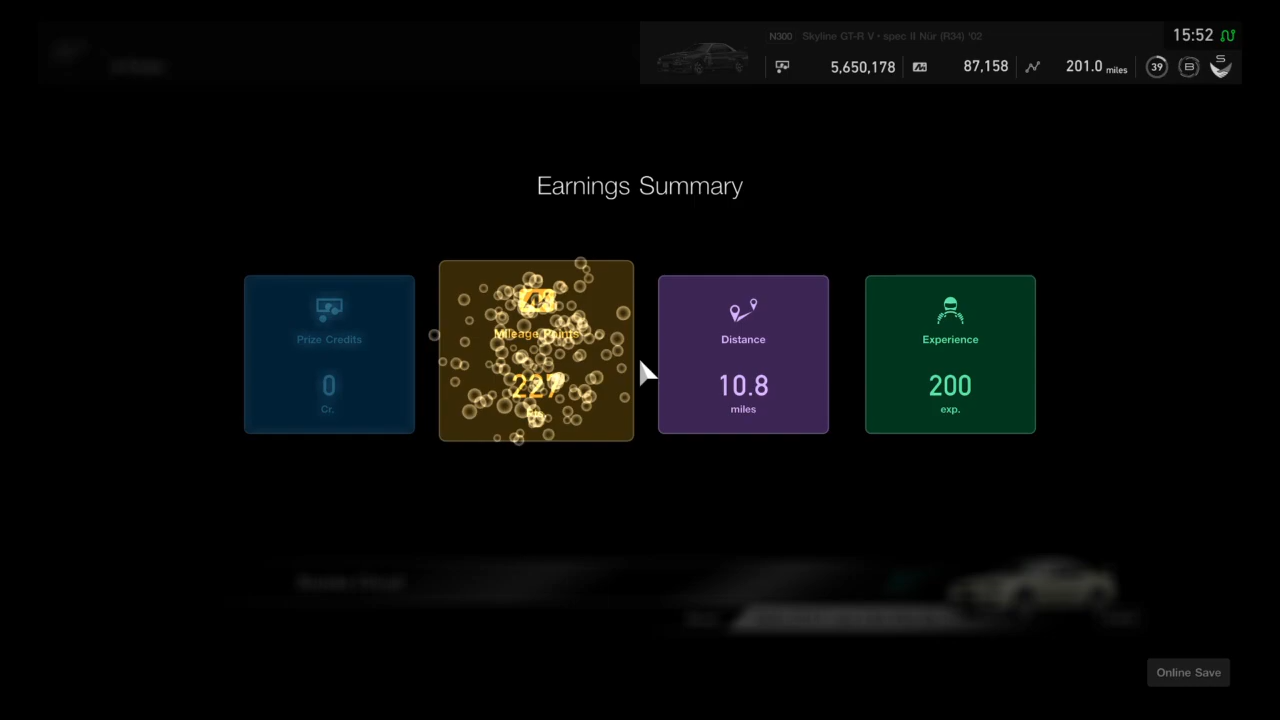 N300 Skyline GT-R V • spec II Nür (R34) '02
15:52
5,650,178 87,158 201.0 miles 39 B S
Earnings Summary
Prize Credits
0
Cr.
Mileage Points
227
Distance
10.8
miles
Experience
200
exp.
Online Save